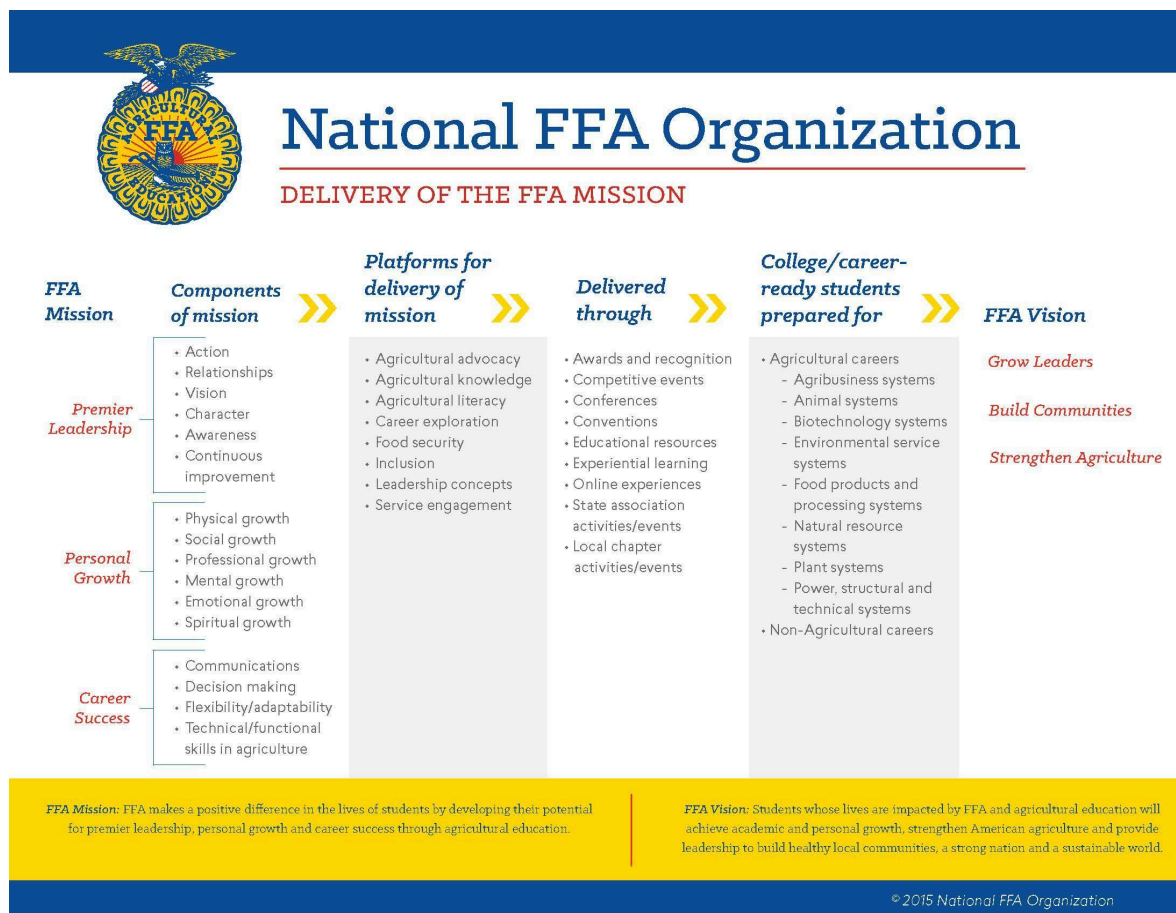 AGRICULTURAL
FFA
EDUCATION
National FFA Organization
DELIVERY OF THE FFA MISSION
FFA
Mission
Premier
Leadership
Personal
Growth
Career
Success
Components
of mission
• Action
• Relationships
• Vision
• Character
• Awareness
• Continuous
improvement
• Physical growth
• Social growth
• Professional growth
• Mental growth
• Emotional growth
• Spiritual growth
• Communications
• Decision making
• Flexibility/adaptability
• Technical/functional
skills in agriculture
Platforms for
delivery of
mission
• Agricultural advocacy
• Agricultural knowledge
• Agricultural literacy
• Career exploration
• Food security
• Inclusion
• Leadership concepts
• Service engagement
Delivered
through
• Awards and recognition
• Competitive events
• Conferences
• Conventions
• Educational resources
• Experiential learning
• Online experiences
• State association
activities/events
• Local chapter
activities/events
College/career-
ready students
prepared for
• Agricultural careers
- Agribusiness systems
- Animal systems
- Biotechnology systems
- Environmental service
systems
- Food products and
processing systems
- Natural resource
systems
- Plant systems
- Power, structural and
technical systems
• Non-Agricultural careers
FFA Vision
Grow Leaders
Build Communities
Strengthen Agriculture
FFA Mission: FFA makes a positive difference in the lives of students by developing their potential
for premier leadership, personal growth and career success through agricultural education.
FFA Vision: Students whose lives are impacted by FFA and agricultural education will
achieve academic and personal growth, strengthen American agriculture and provide
leadership to build healthy local communities, a strong nation and a sustainable world.
© 2015 National FFA Organization